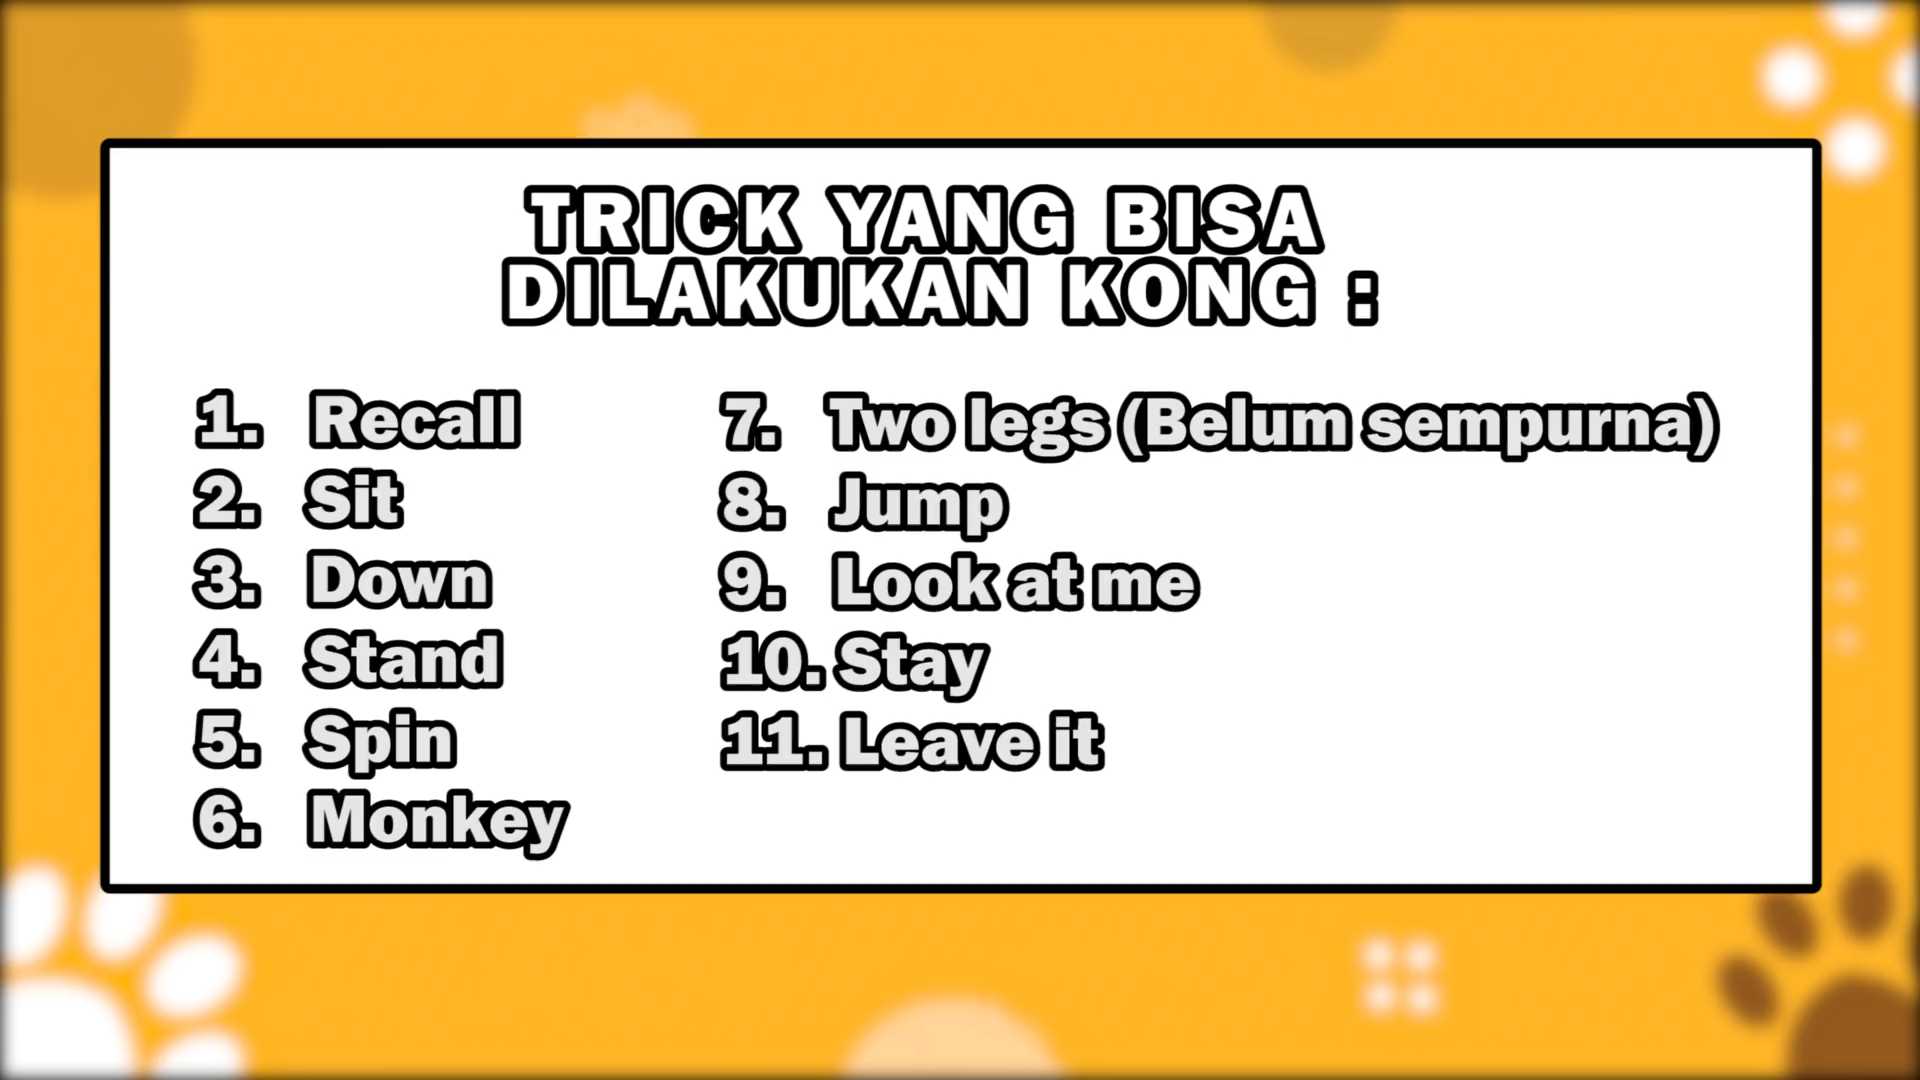 TRICK YANG BISA
DILAKUKAN KONG :
1. Recall
2. Sit
3. Down
4. Stand
5. Spin
6. Monkey
7. Two legs (Belum sempurna)
8. Jump
9. Look at me
10. Stay
11. Leave it